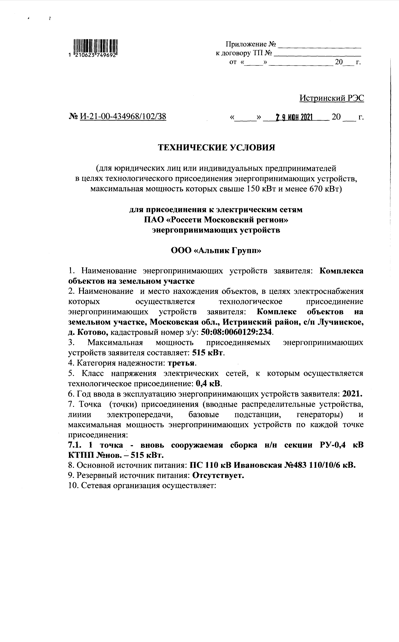 1210623749692
Приложение № ____________
к договору ТП № ____________
от «____» ____________ 20___ г.
Истринский РЭС
№ И-21-00-434968/102/38
«____» 29 ИЮН 2021 20___ г.
ТЕХНИЧЕСКИЕ УСЛОВИЯ
(для юридических лиц или индивидуальных предпринимателей
в целях технологического присоединения энергопринимающих устройств,
максимальная мощность которых свыше 150 кВт и менее 670 кВт)
для присоединения к электрическим сетям
ПАО «Россети Московский регион»
энергопринимающих устройств
ООО «Альпик Групп»
1. Наименование энергопринимающих устройств заявителя: Комплекса
объектов на земельном участке
2. Наименование и место нахождения объектов, в целях электроснабжения
которых осуществляется технологическое присоединение
энергопринимающих устройств заявителя: Комплекс объектов на
земельном участке, Московская обл., Истринский район, с/п Лучинское,
д. Котово, кадастровый номер з/у: 50:08:0060129:234.
3. Максимальная мощность присоединяемых энергопринимающих
устройств заявителя составляет: 515 кВт.
4. Категория надежности: третья.
5. Класс напряжения электрических сетей, к которым осуществляется
технологическое присоединение: 0,4 кВ.
6. Год ввода в эксплуатацию энергопринимающих устройств заявителя: 2021.
7. Точка (точки) присоединения (вводные распределительные устройства,
линии электропередачи, базовые подстанции, генераторы) и
максимальная мощность энергопринимающих устройств по каждой точке
присоединения:
7.1. 1 точка - вновь сооружаемая сборка н/н секции РУ-0,4 кВ
КТПП №нов. – 515 кВт.
8. Основной источник питания: ПС 110 кВ Ивановская №483 110/10/6 кВ.
9. Резервный источник питания: Отсутствует.
10. Сетевая организация осуществляет: